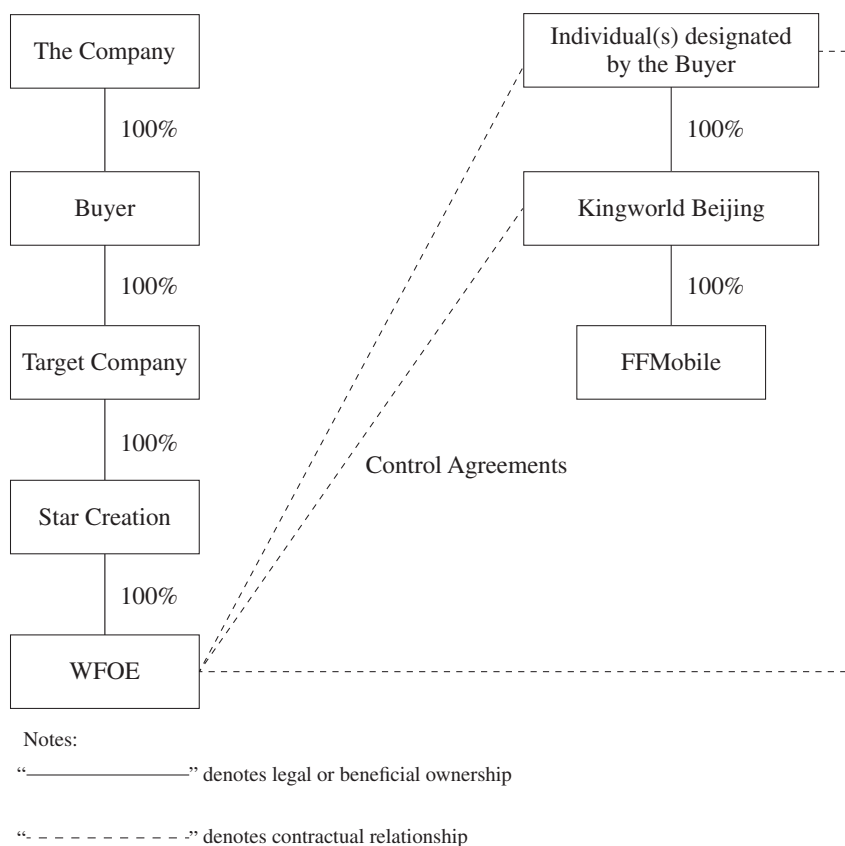 The Company
100%
Buyer
100%
Target Company
100%
Star Creation
100%
WFOE
Individual(s) designated
by the Buyer
100%
Kingworld Beijing
100%
FFMobile
Control Agreements
Notes:
“ ” denotes legal or beneficial ownership
“ ” denotes contractual relationship